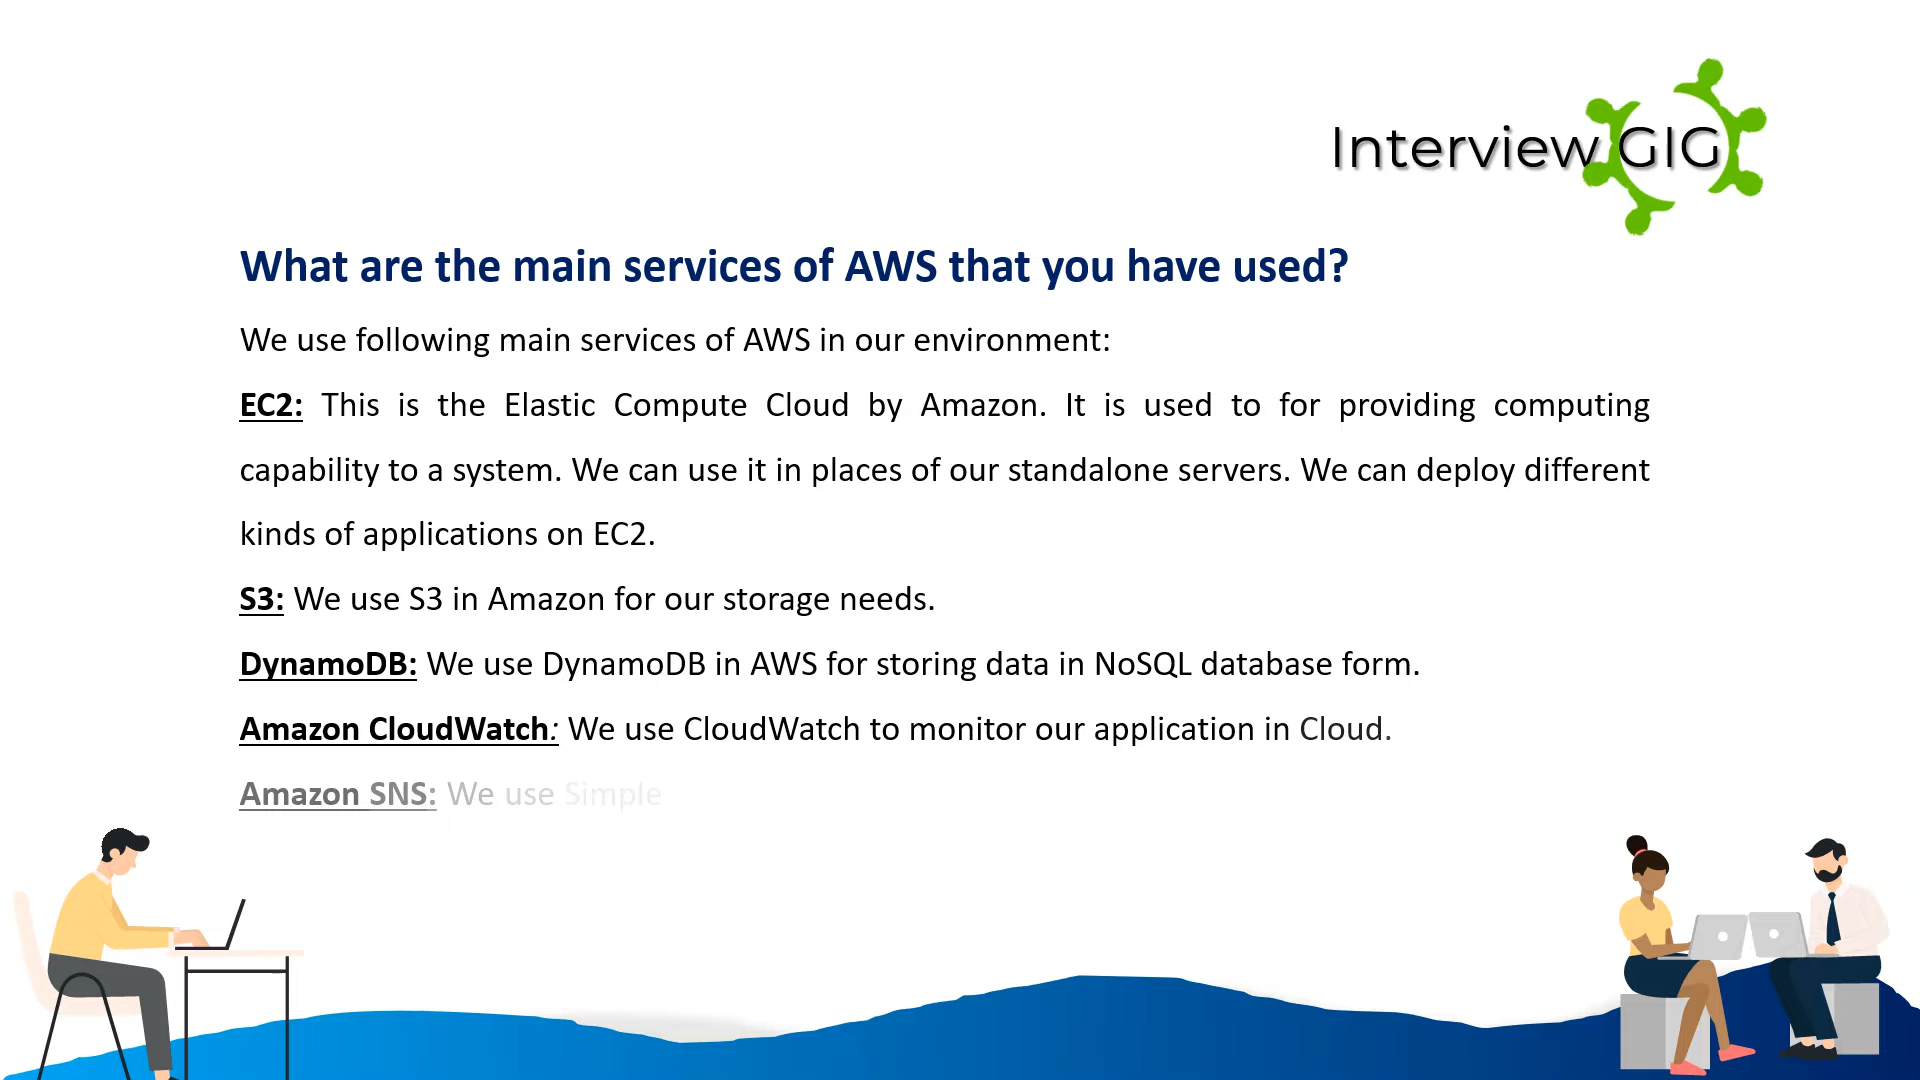 Interview GIG
What are the main services of AWS that you have used?
We use following main services of AWS in our environment:
EC2: This is the Elastic Compute Cloud by Amazon. It is used to for providing computing
capability to a system. We can use it in places of our standalone servers. We can deploy different
kinds of applications on EC2.
S3: We use S3 in Amazon for our storage needs.
DynamoDB: We use DynamoDB in AWS for storing data in NoSQL database form.
Amazon CloudWatch: We use CloudWatch to monitor our application in Cloud.
Amazon SNS: We use Simple